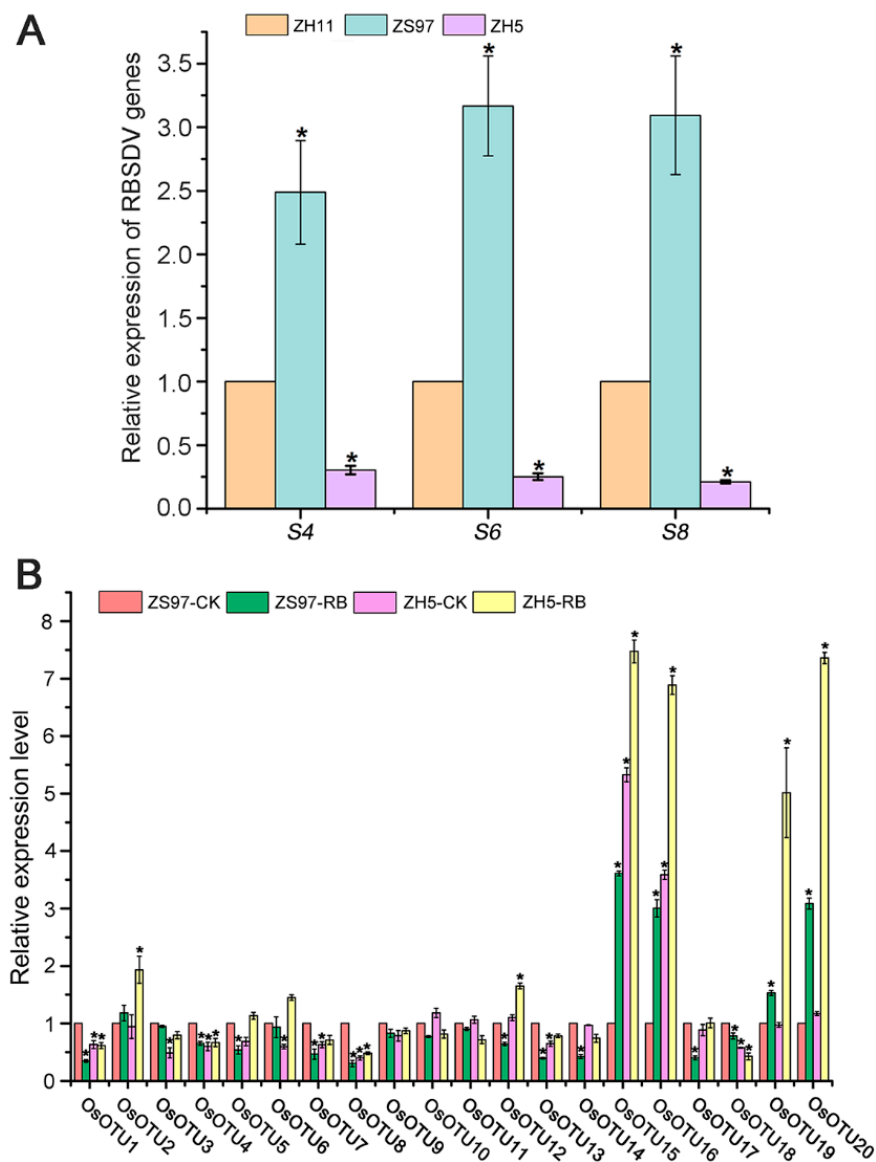 A
ZH11 ZS97 ZH5
Relative expression of RBSDV genes
3.5
3.0
2.5
2.0
1.5
1.0
0.5
0.0
* * *
* * *
S4 S6 S8
B
ZS97-CK ZS97-RB ZH5-CK ZH5-RB
Relative expression level
8
7
6
5
4
3
2
1
0
OsOTU1 OsOTU2 OsOTU3 OsOTU4 OsOTU5 OsOTU6 OsOTU7 OsOTU8 OsOTU9 OsOTU10 OsOTU11 OsOTU12 OsOTU13 OsOTU14 OsOTU15 OsOTU16 OsOTU17 OsOTU18 OsOTU19 OsOTU20